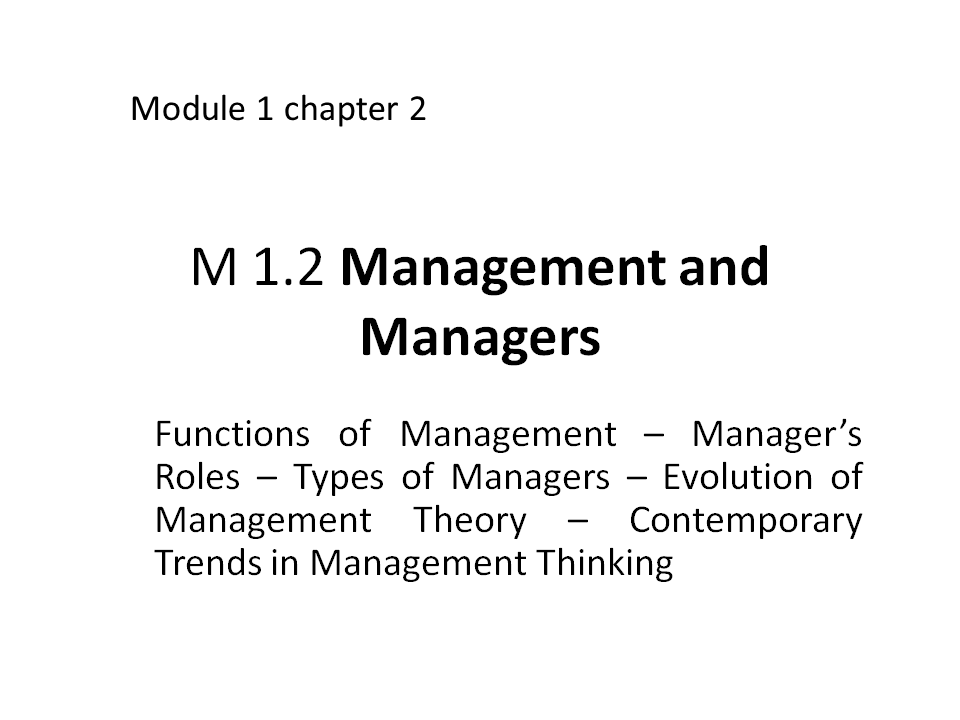 Module 1 chapter 2
M 1.2 Management and
Managers
Functions of Management – Manager’s
Roles – Types of Managers – Evolution of
Management Theory – Contemporary
Trends in Management Thinking